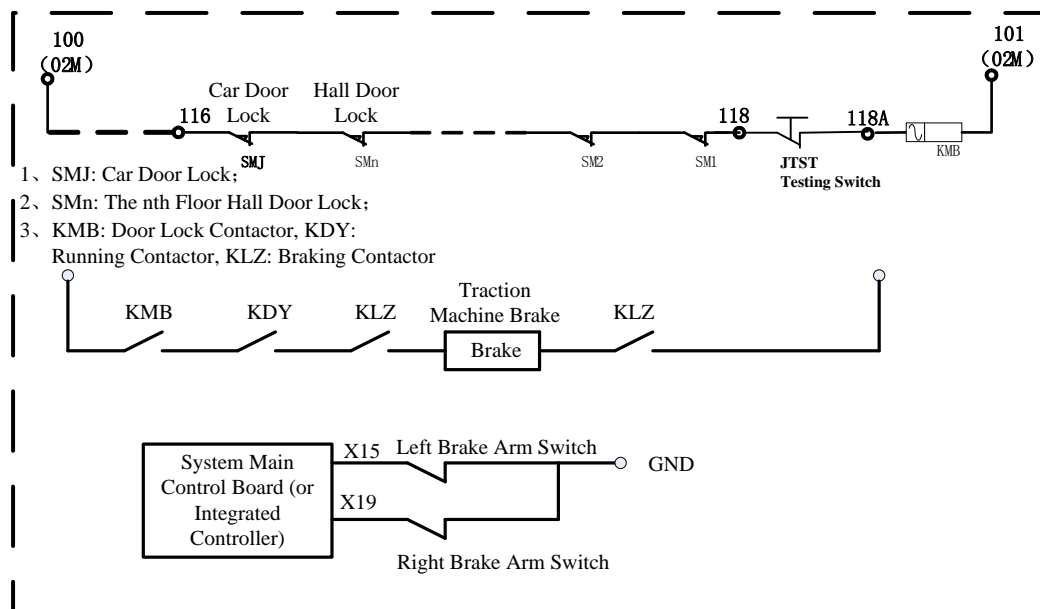 100
(02M)
101
(02M)
Car Door
Lock
Hall Door
Lock
116
118
118A
SMJ
SMn
SM2
SM1
JTST
Testing Switch
KMB
1、SMJ: Car Door Lock;
2、SMn: The nth Floor Hall Door Lock;
3、KMB: Door Lock Contactor, KDY:
Running Contactor, KLZ: Braking Contactor
KMB
KDY
KLZ
Traction
Machine Brake
Brake
KLZ
System Main
Control Board (or
Integrated
Controller)
X15
Left Brake Arm Switch
GND
X19
Right Brake Arm Switch